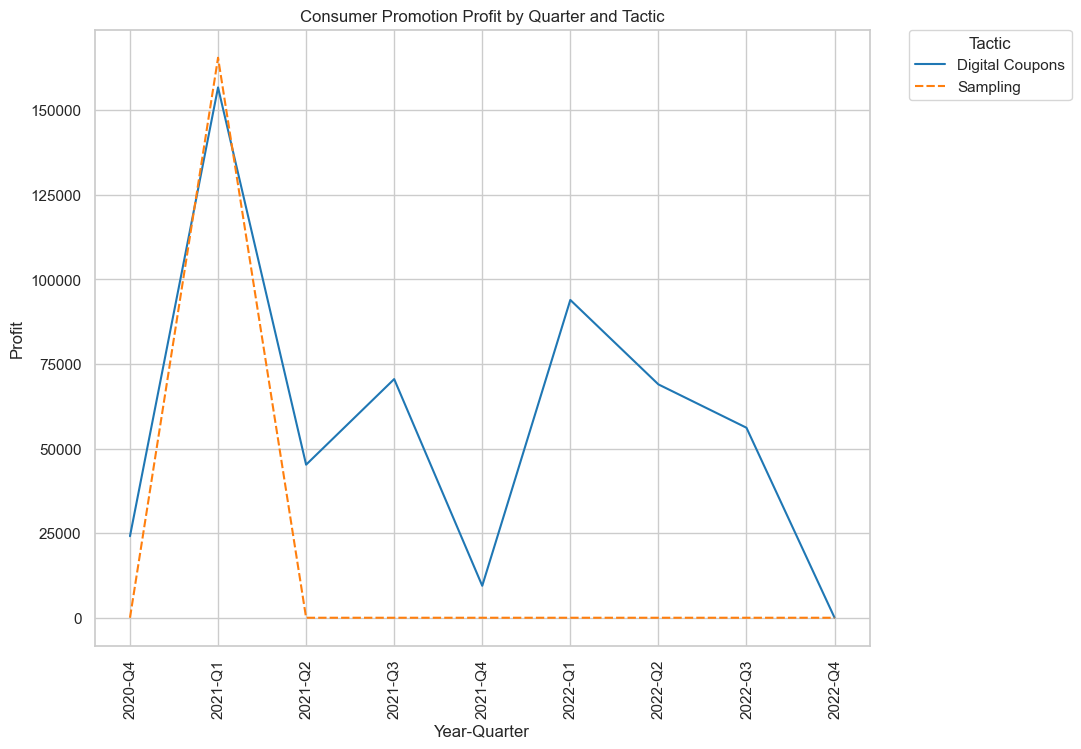 Consumer Promotion Profit by Quarter and Tactic
Tactic
Digital Coupons
Sampling
Profit
150000
125000
100000
75000
50000
25000
0
2020-Q4
2021-Q1
2021-Q2
2021-Q3
2021-Q4
2022-Q1
2022-Q2
2022-Q3
2022-Q4
Year-Quarter